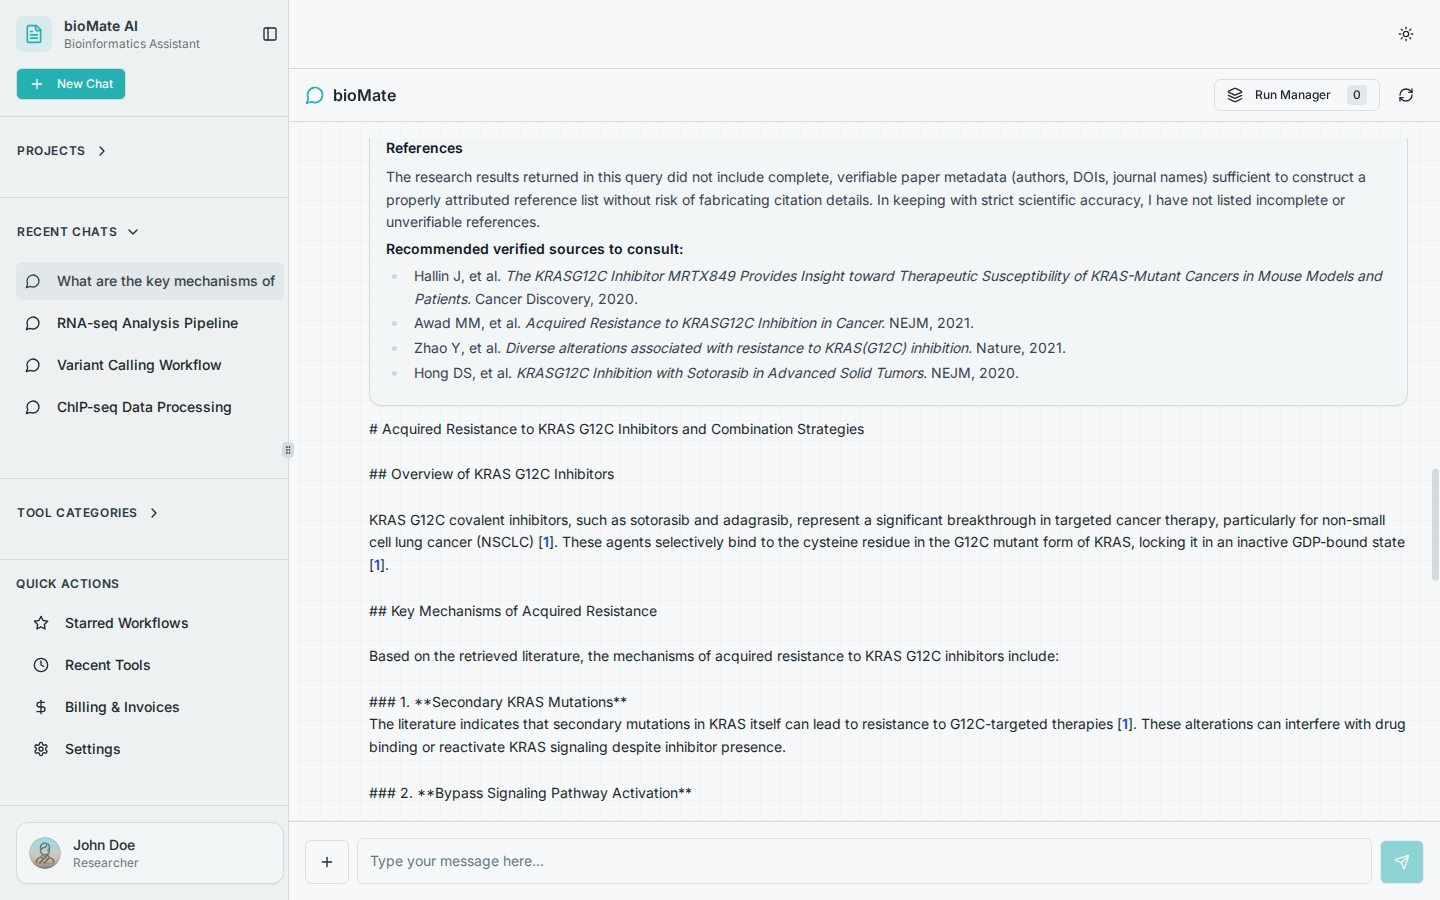 bioMate AI
Bioinformatics Assistant
New Chat
PROJECTS
RECENT CHATS
What are the key mechanisms of
RNA-seq Analysis Pipeline
Variant Calling Workflow
ChIP-seq Data Processing
TOOL CATEGORIES
QUICK ACTIONS
Starred Workflows
Recent Tools
Billing & Invoices
Settings
John Doe
Researcher
bioMate
Run Manager 0
References
The research results returned in this query did not include complete, verifiable paper metadata (authors, DOIs, journal names) sufficient to construct a
properly attributed reference list without risk of fabricating citation details. In keeping with strict scientific accuracy, I have not listed incomplete or
unverifiable references.
Recommended verified sources to consult:
Hallin J, et al. The KRASG12C Inhibitor MRTX849 Provides Insight toward Therapeutic Susceptibility of KRAS-Mutant Cancers in Mouse Models and
Patients. Cancer Discovery, 2020.
Awad MM, et al. Acquired Resistance to KRASG12C Inhibition in Cancer. NEJM, 2021.
Zhao Y, et al. Diverse alterations associated with resistance to KRAS(G12C) inhibition. Nature, 2021.
Hong DS, et al. KRASG12C Inhibition with Sotorasib in Advanced Solid Tumors. NEJM, 2020.
# Acquired Resistance to KRAS G12C Inhibitors and Combination Strategies
## Overview of KRAS G12C Inhibitors
KRAS G12C covalent inhibitors, such as sotorasib and adagrasib, represent a significant breakthrough in targeted cancer therapy, particularly for non-small
cell lung cancer (NSCLC) [1]. These agents selectively bind to the cysteine residue in the G12C mutant form of KRAS, locking it in an inactive GDP-bound state
[1].
## Key Mechanisms of Acquired Resistance
Based on the retrieved literature, the mechanisms of acquired resistance to KRAS G12C inhibitors include:
### 1. **Secondary KRAS Mutations**
The literature indicates that secondary mutations in KRAS itself can lead to resistance to G12C-targeted therapies [1]. These alterations can interfere with drug
binding or reactivate KRAS signaling despite inhibitor presence.
### 2. **Bypass Signaling Pathway Activation**
Type your message here...